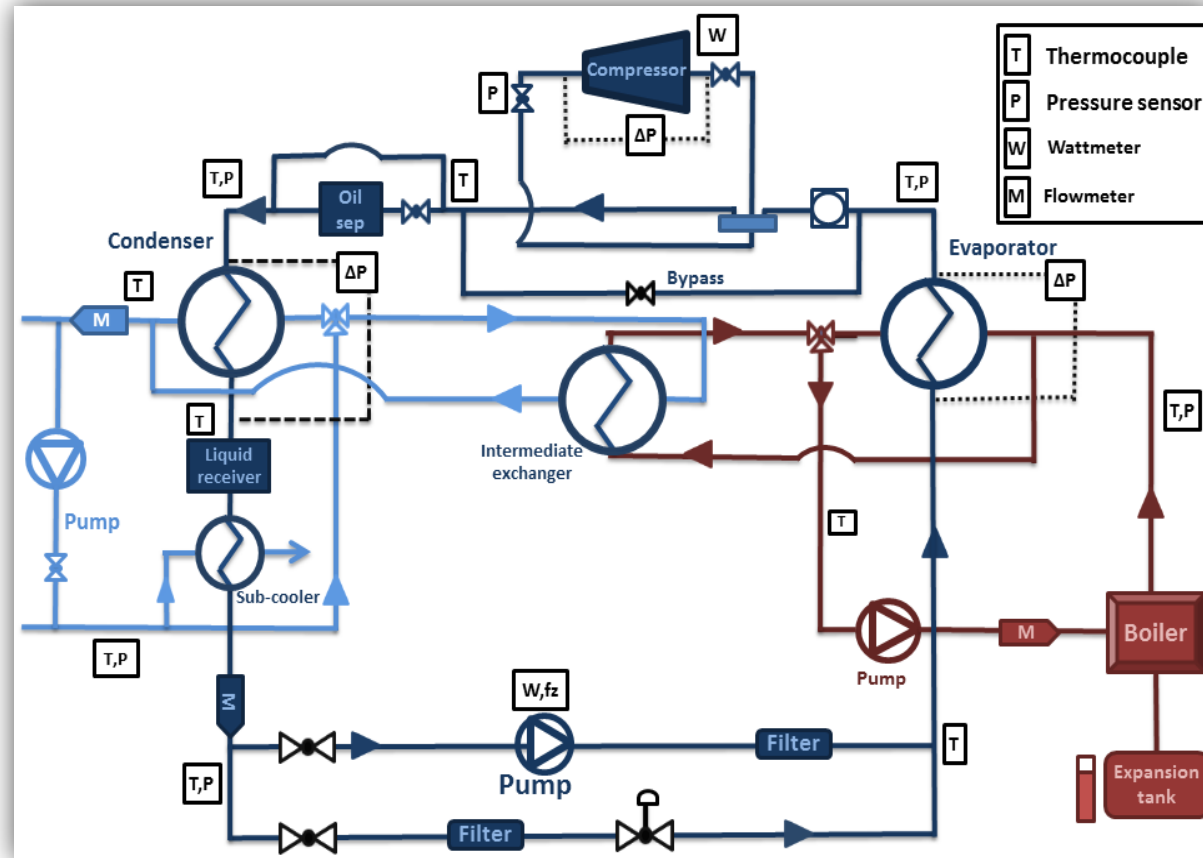 W
T Thermocouple
Compressor
P
P Pressure sensor
ΔP
W Wattmeter
T,P
T
T,P
M Flowmeter
Oil
sep
Condenser
Evaporator
ΔP
ΔP
T
Bypass
M
T,P
T
Liquid
receiver
Intermediate
exchanger
Pump
T
Sub-cooler
M
Boiler
T,P
Pump
W,fz
M
T
Filter
Pump
T,P
Expansion
tank
Filter